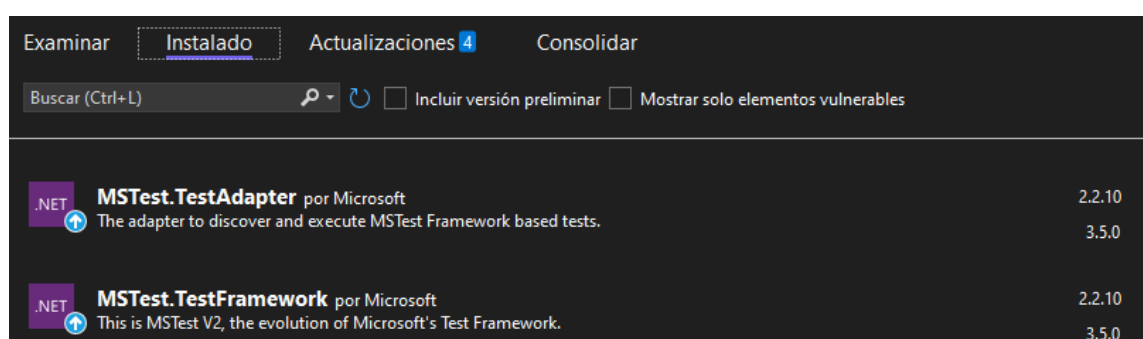 Examinar Instalado Actualizaciones 4 Consolidar
Buscar (Ctrl+L) Incluir versión preliminar Mostrar solo elementos vulnerables
.NET MSTest.TestAdapter por Microsoft 2.2.10
The adapter to discover and execute MSTest Framework based tests.
3.5.0
.NET MSTest.TestFramework por Microsoft 2.2.10
This is MSTest V2, the evolution of Microsoft's Test Framework.
3.5.0